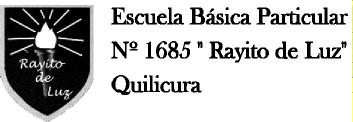 Rayito
de
Luz
Escuela Básica Particular
Nº 1685 " Rayito de Luz"
Quilicura